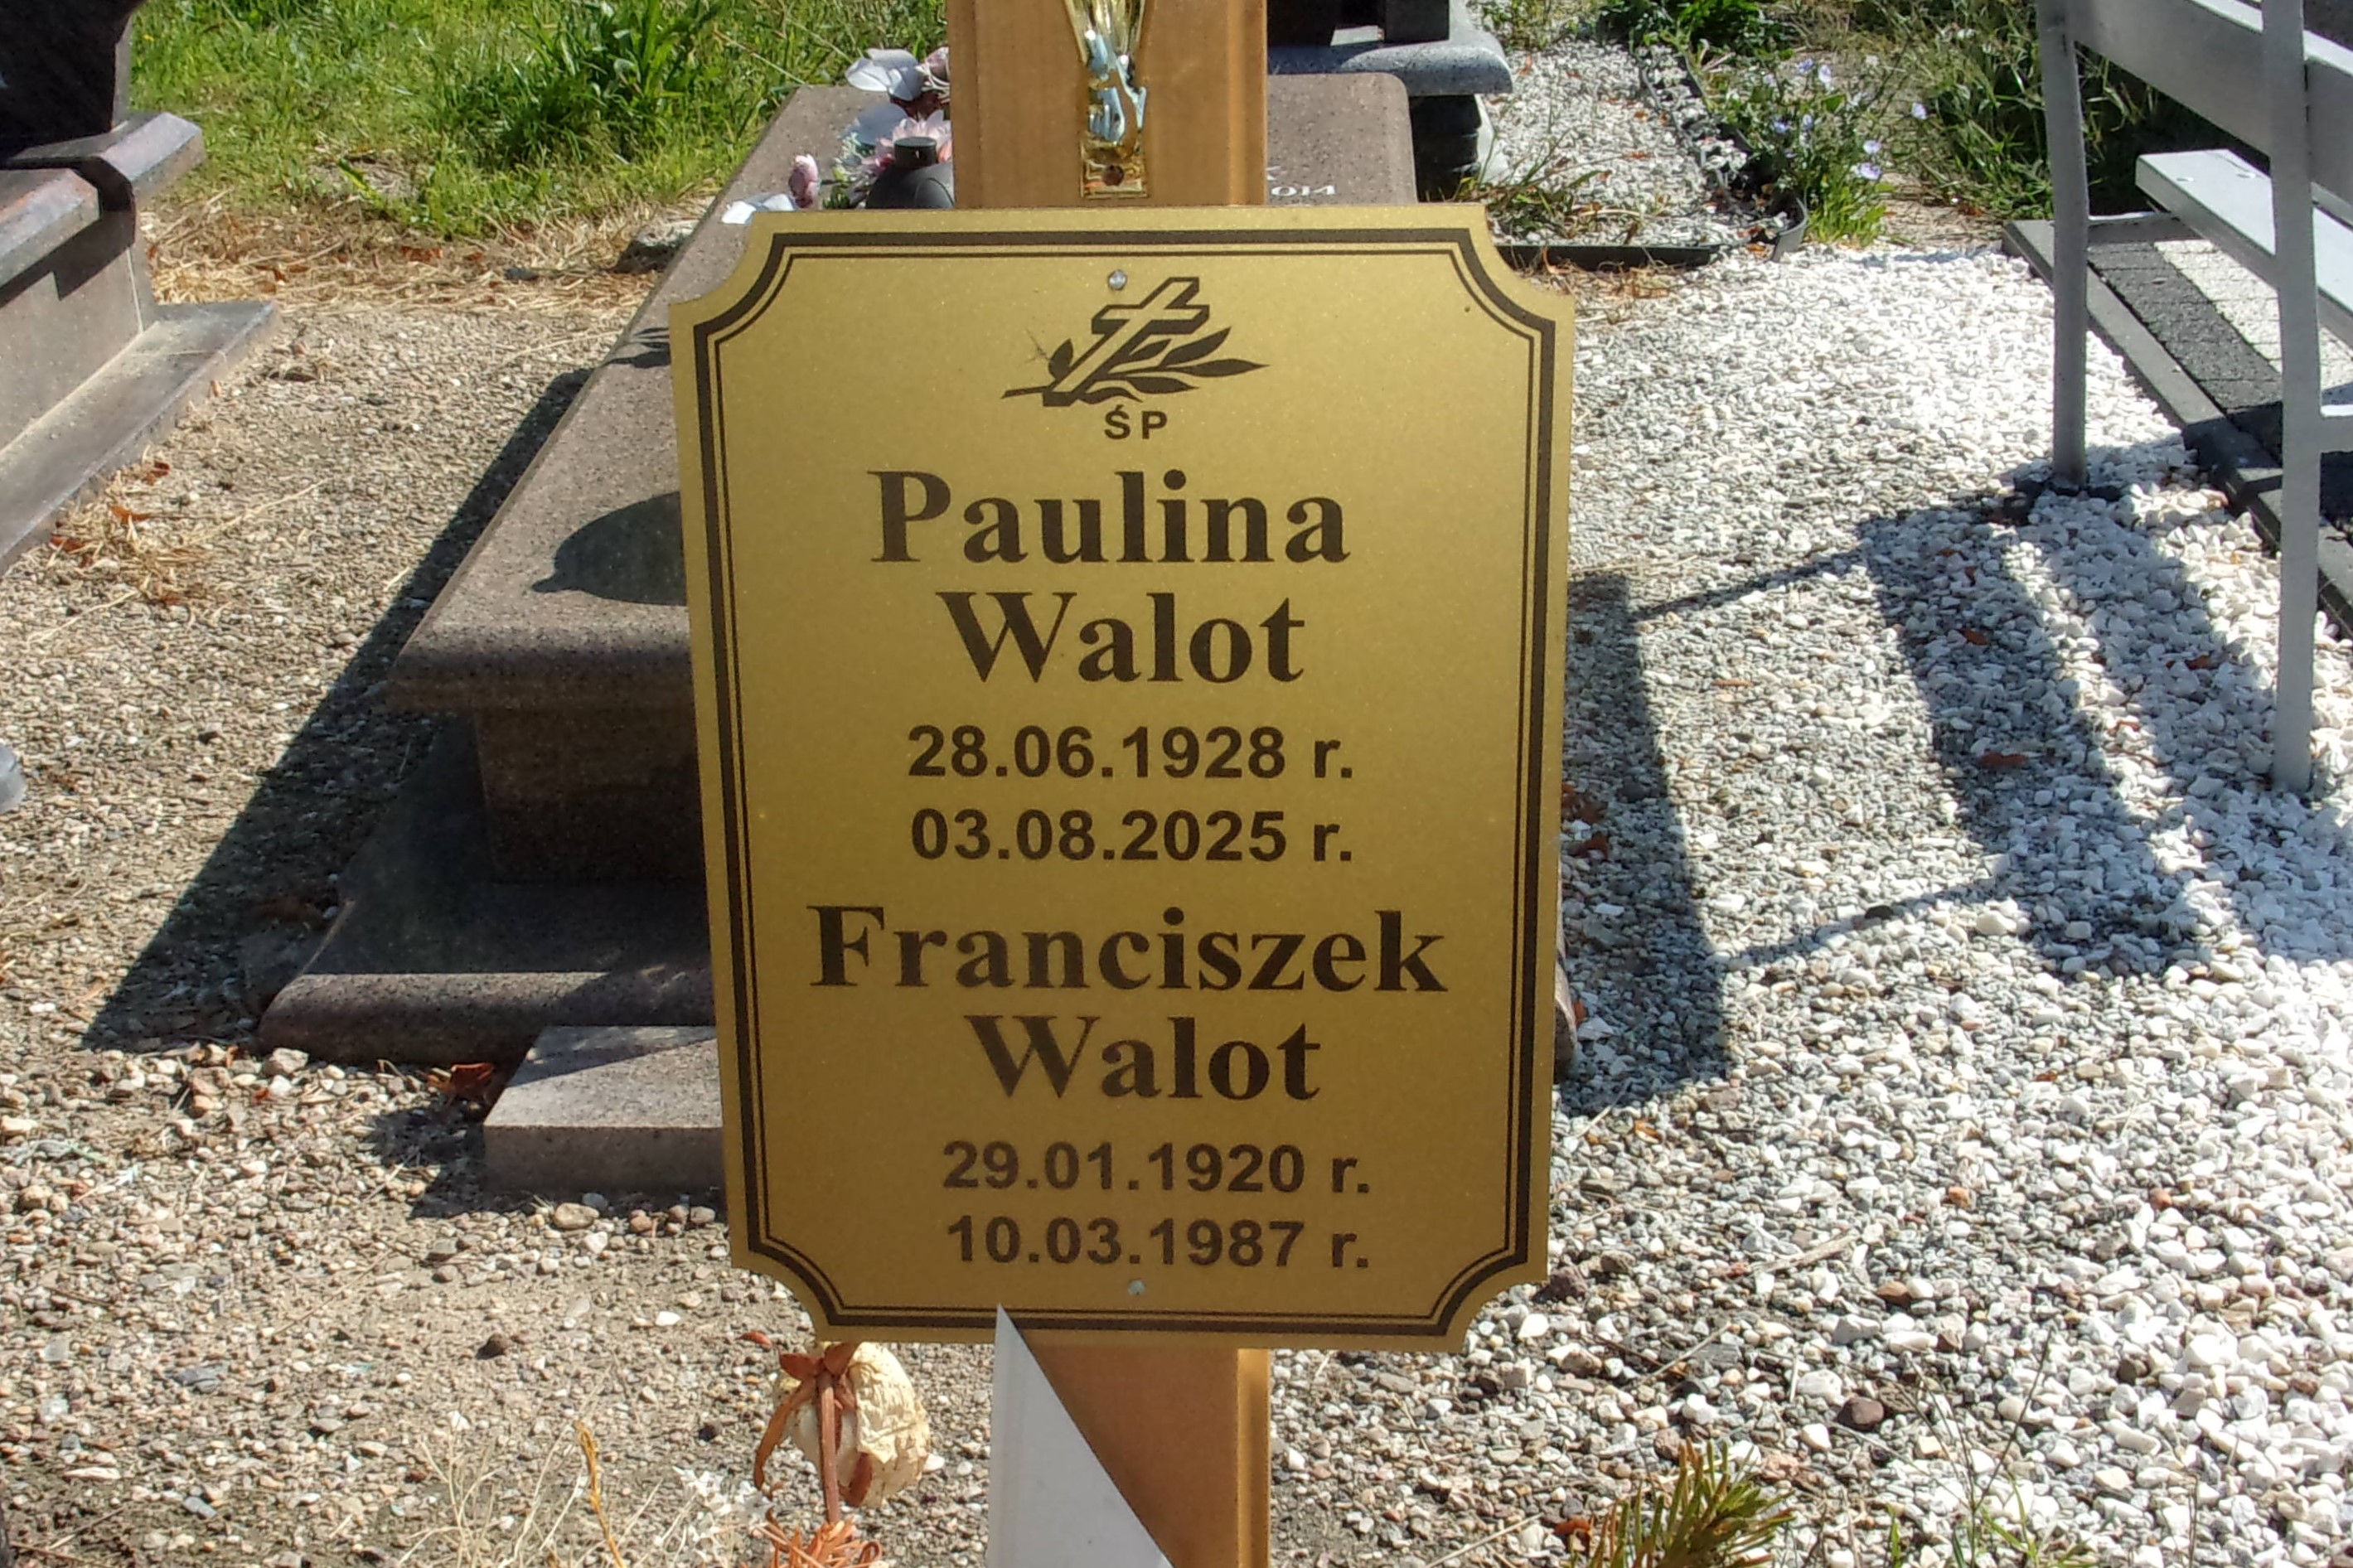 ŚP
Paulina
Walot
28.06.1928 r.
03.08.2025 r.
Franciszek
Walot
29.01.1920 r.
10.03.1987 r.